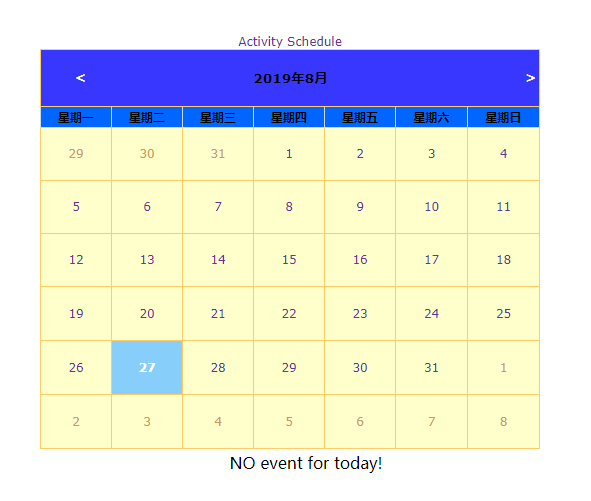 Activity Schedule
< 2019年8月 >
星期一 星期二 星期三 星期四 星期五 星期六 星期日
29 30 31 1 2 3 4
5 6 7 8 9 10 11
12 13 14 15 16 17 18
19 20 21 22 23 24 25
26 27 28 29 30 31 1
2 3 4 5 6 7 8
NO event for today!